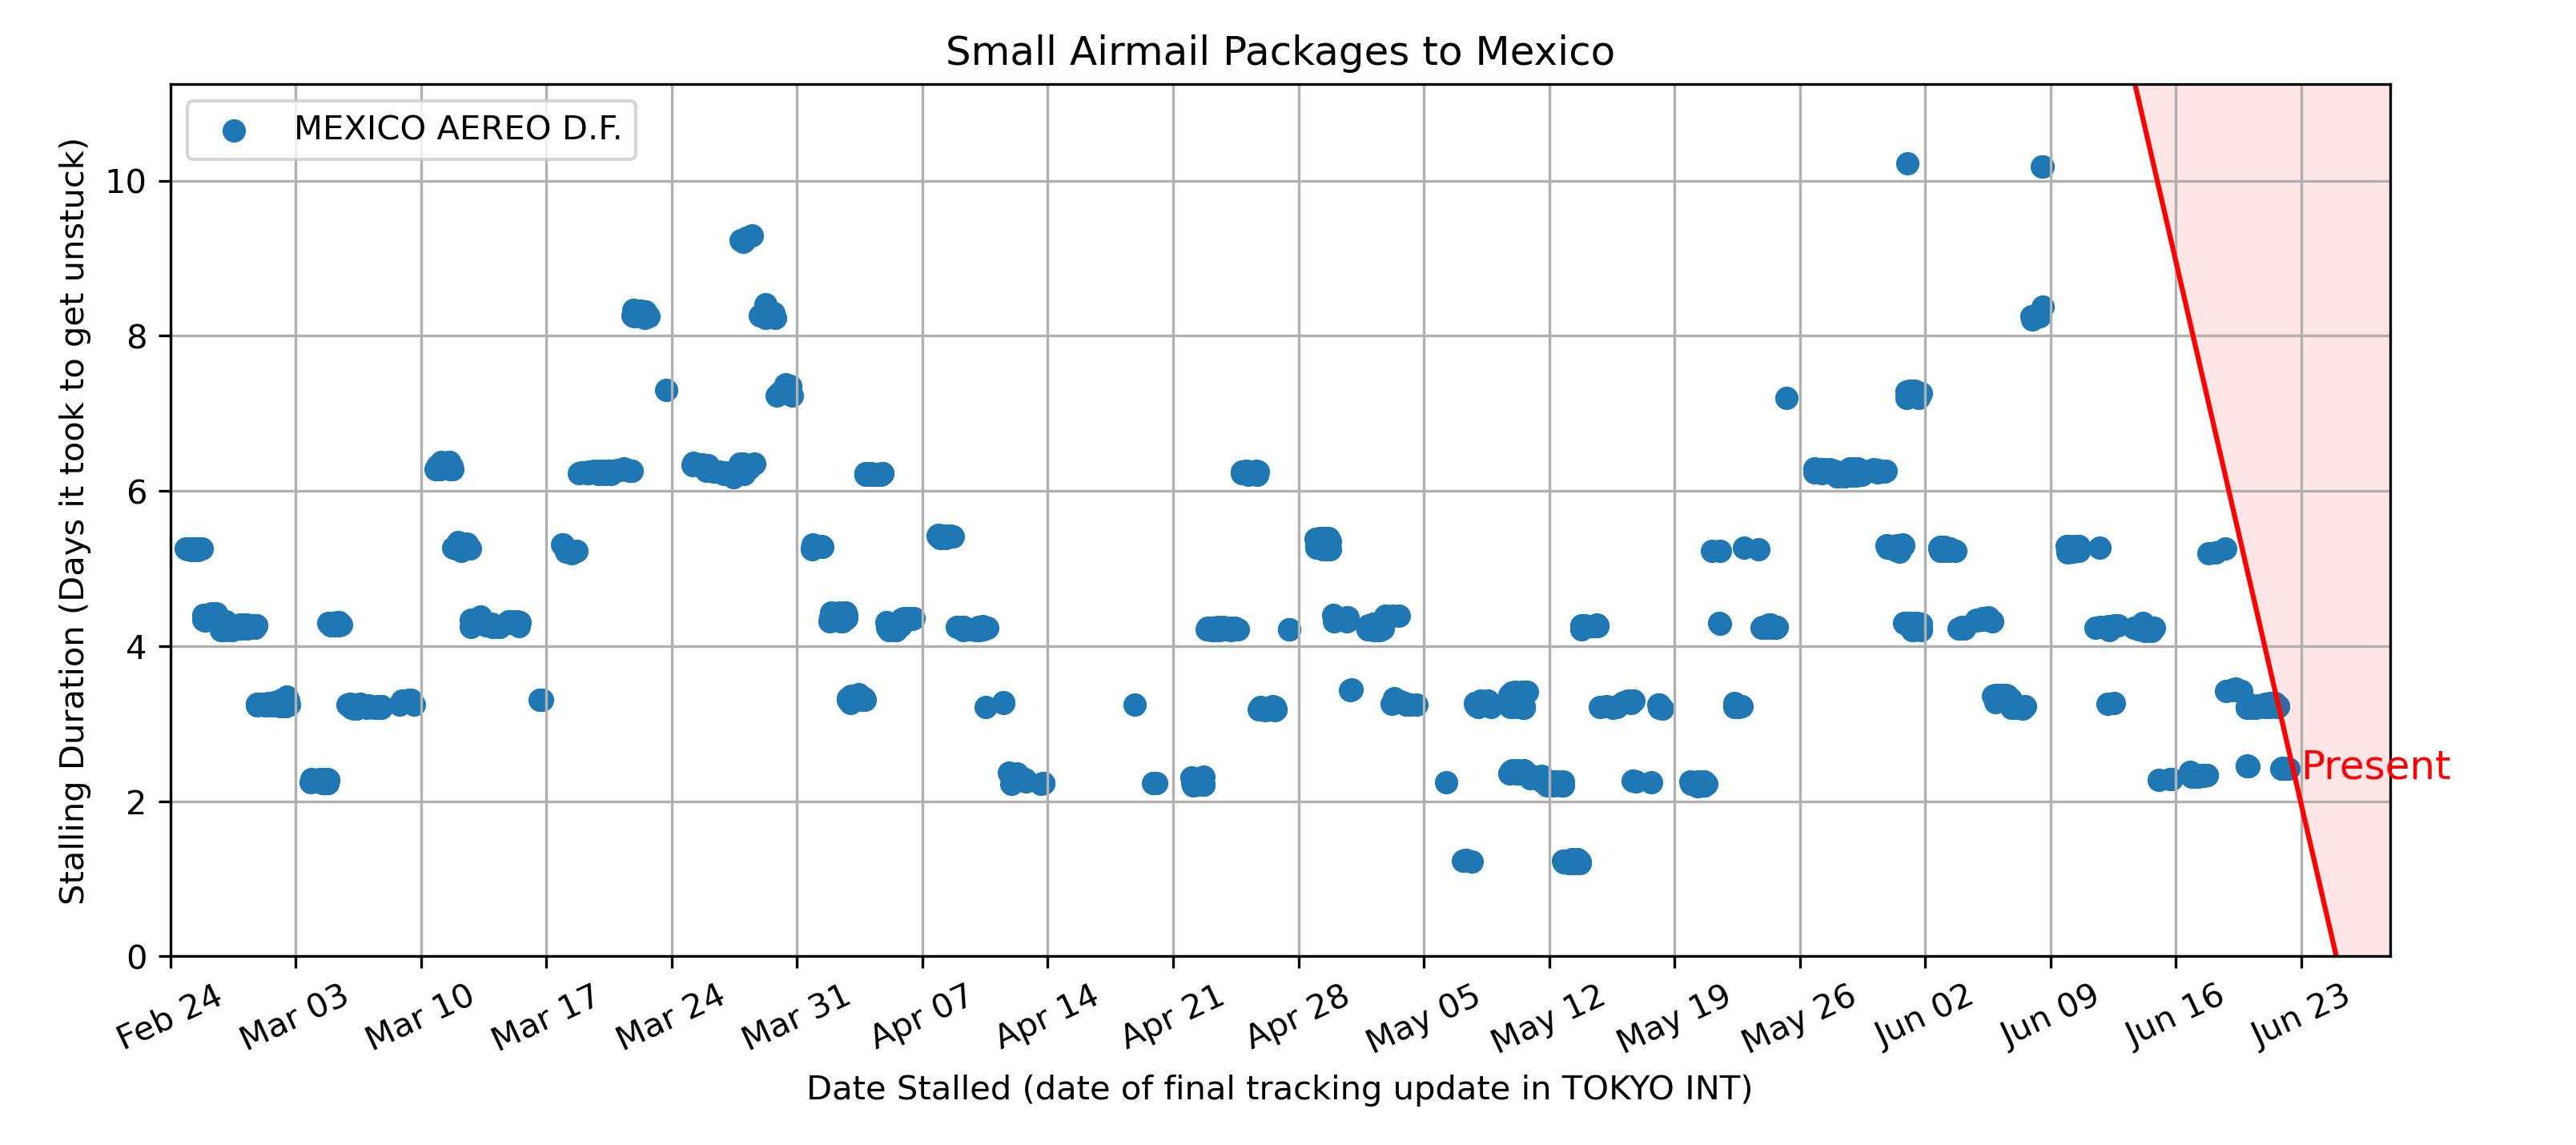 Small Airmail Packages to Mexico
MEXICO AEREO D.F.
Stalling Duration (Days it took to get unstuck)
10
8
6
4
2
0
Present
Feb 24
Mar 03
Mar 10
Mar 17
Mar 24
Mar 31
Apr 07
Apr 14
Apr 21
Apr 28
May 05
May 12
May 19
May 26
Jun 02
Jun 09
Jun 16
Jun 23
Date Stalled (date of final tracking update in TOKYO INT)